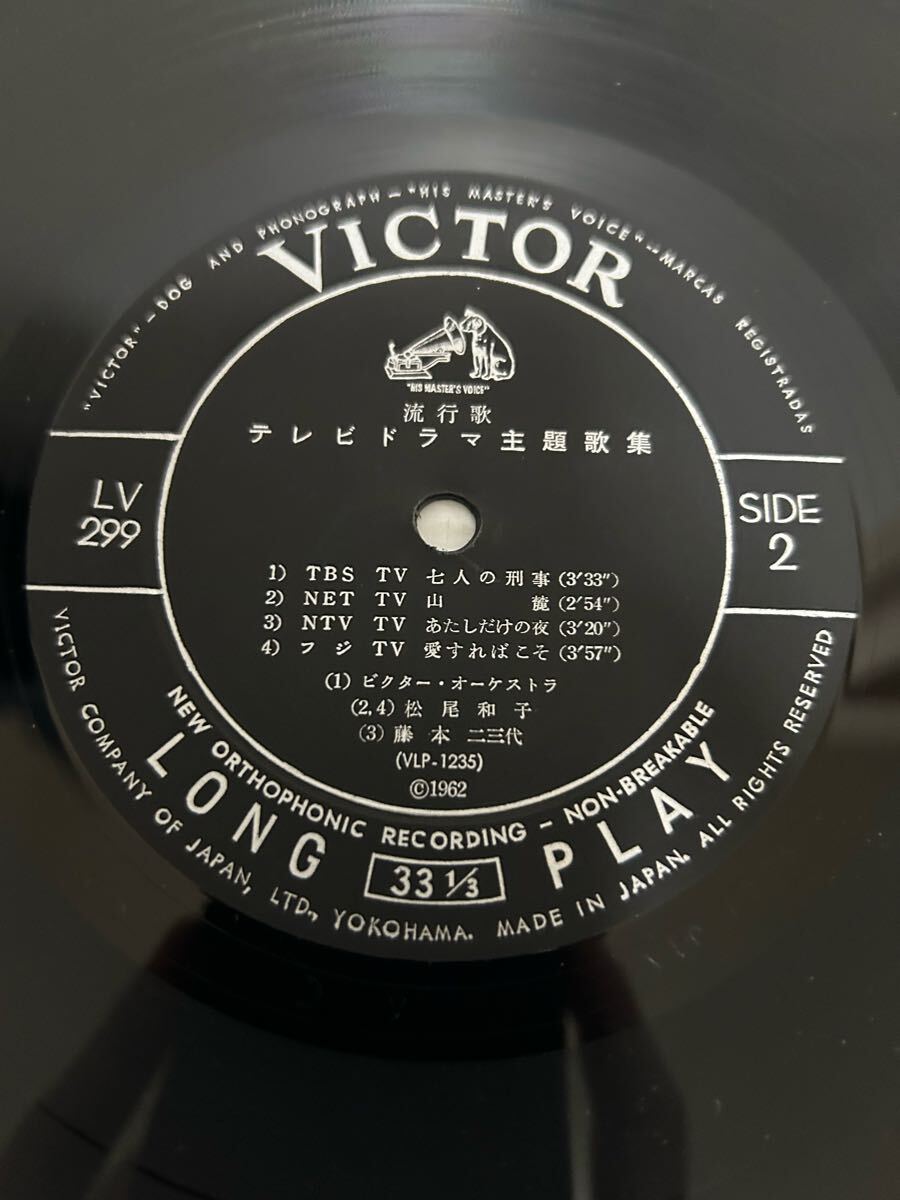 "VICTOR"–DOG AND PHONOGRAPH–"HIS MASTER'S VOICE"–MARCAS REGISTRADAS
VICTOR
"HIS MASTER'S VOICE"
流行歌
テレビドラマ主題歌集
LV
299
SIDE
2
1) TBS TV 七人の刑事 (3′33″)
2) NET TV 山麓 (2′54″)
3) NTV TV あたしだけの夜 (3′20″)
4) フジ TV 愛すればこそ (3′57″)
(1) ビクター・オーケストラ
(2,4) 松尾和子
(3) 藤本二三代
(VLP-1235)
©1962
NEW ORTHOPHONIC RECORDING – NON-BREAKABLE
LONG PLAY
33 1/3
VICTOR COMPANY OF JAPAN, LTD., YOKOHAMA. MADE IN JAPAN. ALL RIGHTS RESERVED